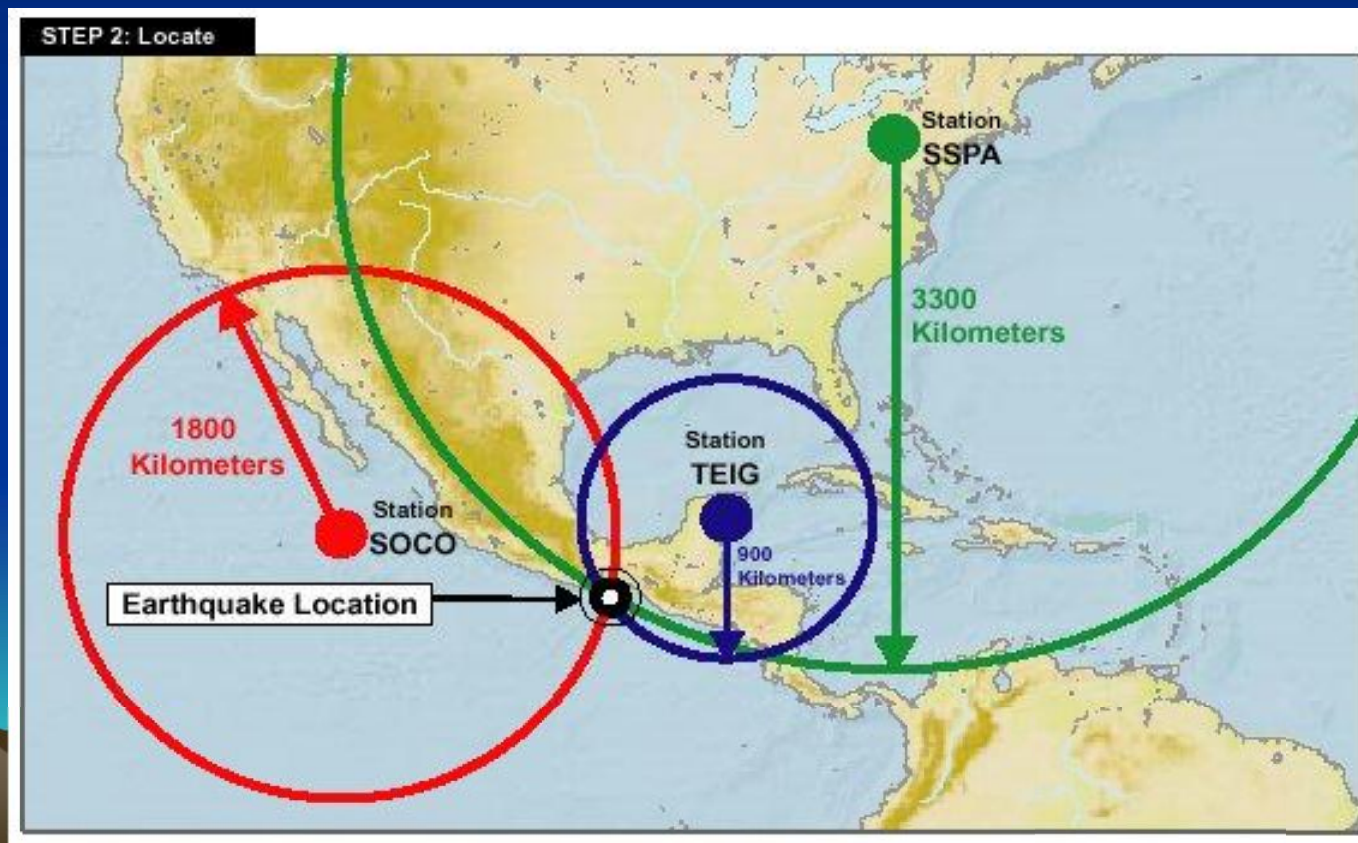 STEP 2: Locate
Station
SSPA
3300
Kilometers
1800
Kilometers
Station
TEIG
Station
SOCO
900
Kilometers
Earthquake Location